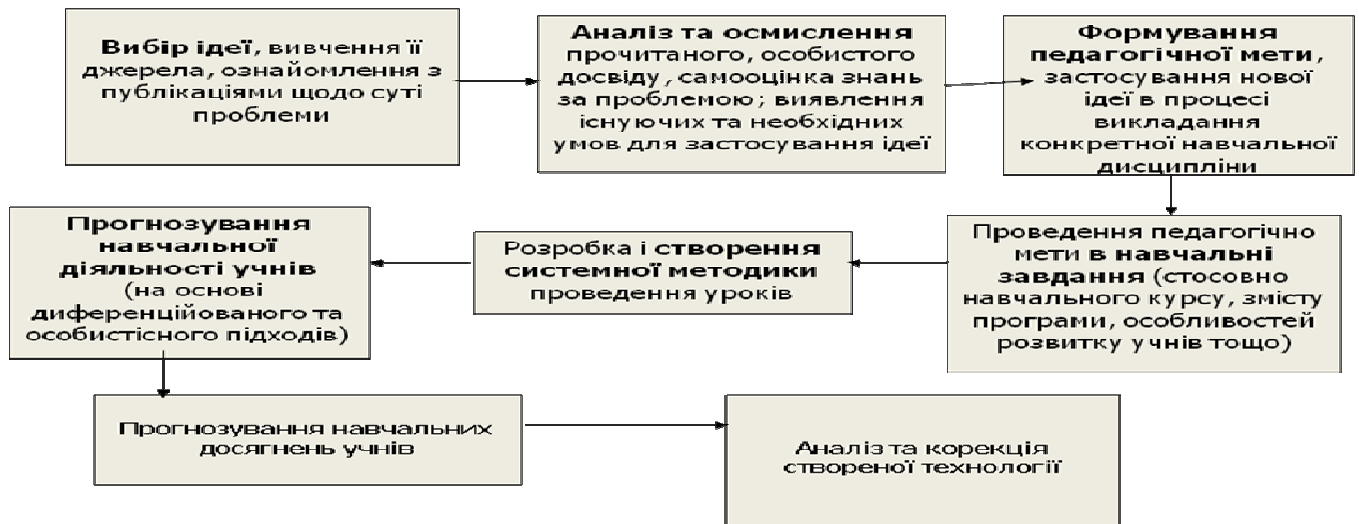 Вибір ідеї, вивчення її
джерела, ознайомлення з
публікаціями щодо суті
проблеми
Аналіз та осмислення
прочитаного, особистого
досвіду, самооцінка знань
за проблемою; виявлення
існуючих та необхідних
умов для застосування ідеї
Формування
педагогічної мети,
застосування нової
ідеї в процесі
викладання
конкретної навчальної
дисципліни
Проведення педагогічно
мети в навчальні
завдання (стосовно
навчального курсу, змісту
програми, особливостей
розвитку учнів тощо)
Розробка і створення
системної методики
проведення уроків
Прогнозування
навчальної
діяльності учнів
(на основі
диференційованого та
особистісного підходів)
Прогнозування навчальних
досягнень учнів
Аналіз та корекція
створеної технології